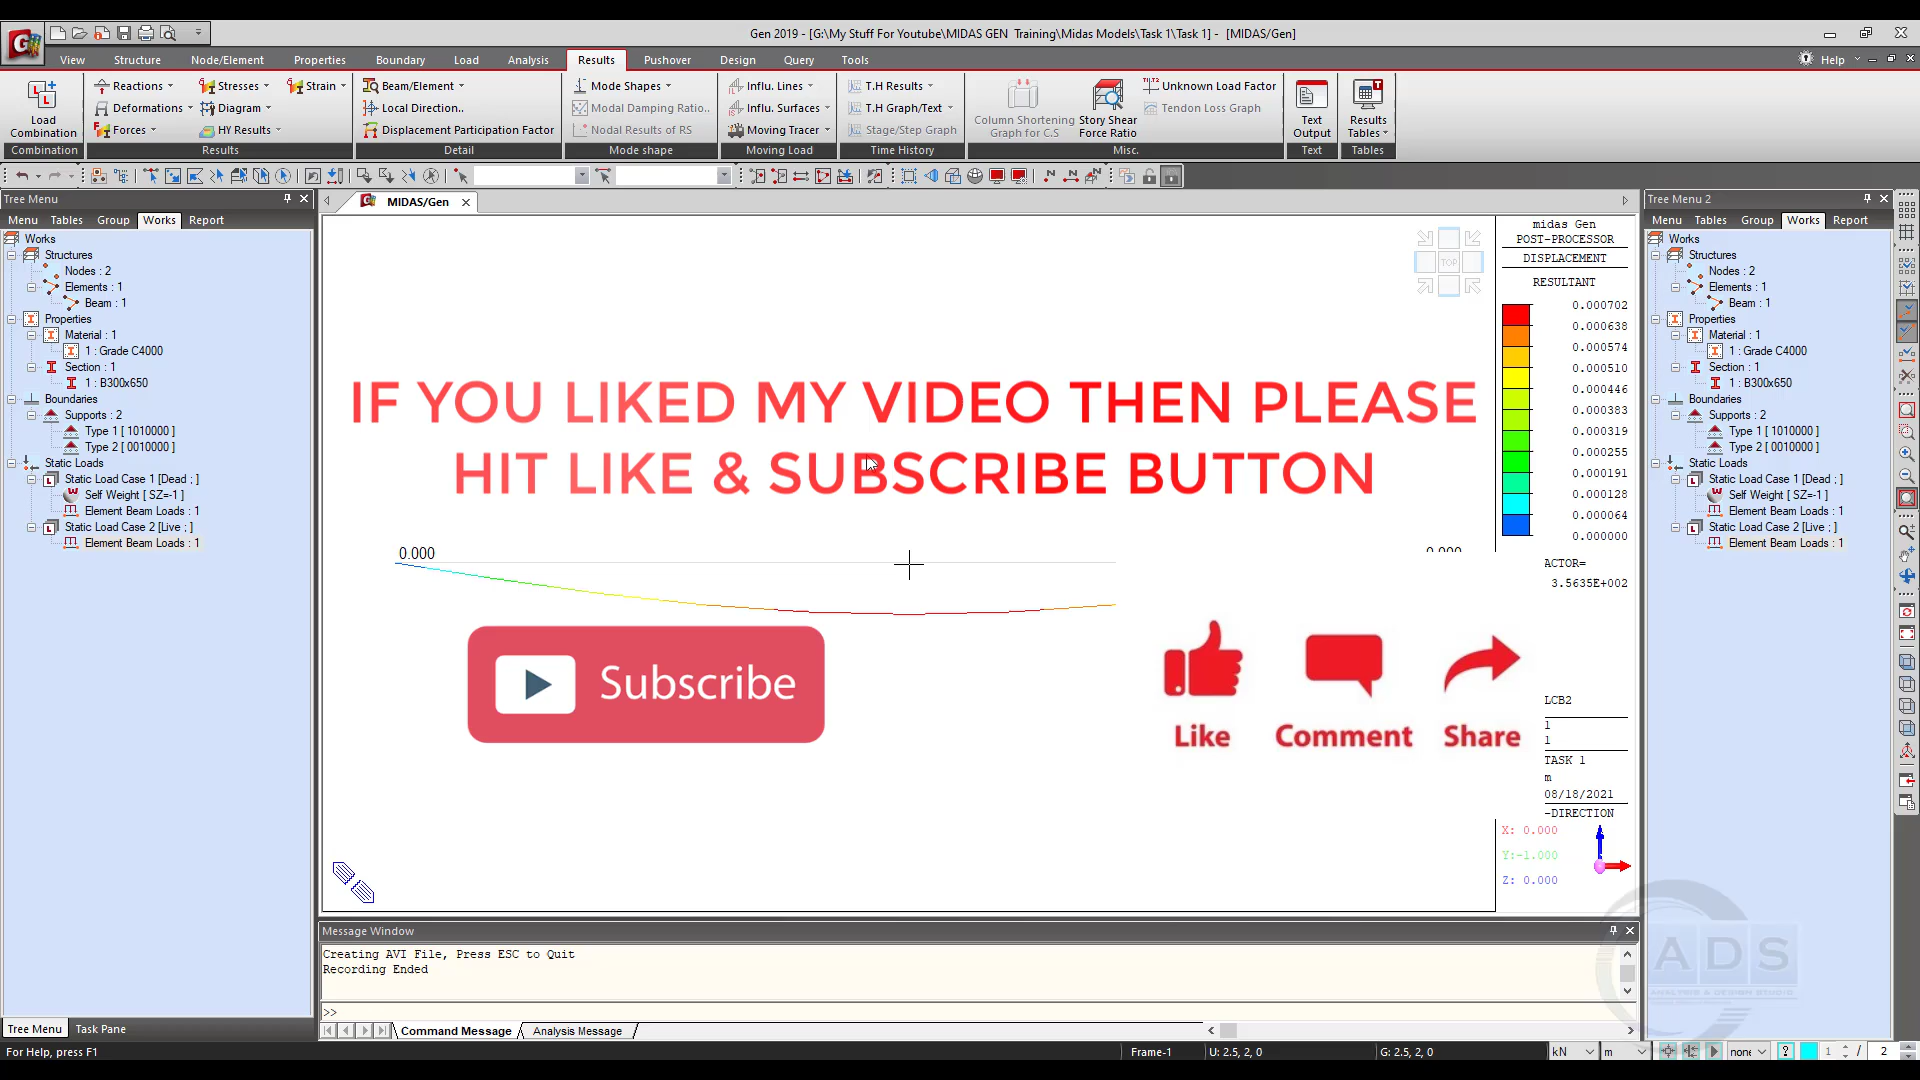 Gen 2019 - [G:\My Stuff For Youtube\MIDAS GEN  Training\Midas Models\Task 1\Task 1] -  [MIDAS/Gen]
View Structure Node/Element Properties Boundary Load Analysis Results Pushover Design Query Tools Help
Load Combination
Reactions
Deformations
Forces
Stresses
Diagram
HY Results
Strain
Beam/Element
Local Direction..
Displacement Participation Factor
Mode Shapes
Modal Damping Ratio..
Nodal Results of RS
Influ. Lines
Influ. Surfaces
Moving Tracer
T.H Results
T.H Graph/Text
Stage/Step Graph
Column Shortening Graph for C.S
Story Shear Force Ratio
Unknown Load Factor
Tendon Loss Graph
Text Output
Results Tables
Combination Results Detail Mode shape Moving Load Time History Misc. Text Tables
Tree Menu
Menu Tables Group Works Report
Works
Structures
Nodes : 2
Elements : 1
Beam : 1
Properties
Material : 1
1 : Grade C4000
Section : 1
1 : B300x650
Boundaries
Supports : 2
Type 1 [ 1010000 ]
Type 2 [ 0010000 ]
Static Loads
Static Load Case 1 [Dead ; ]
Self Weight [ SZ=-1 ]
Element Beam Loads : 1
Static Load Case 2 [Live ; ]
Element Beam Loads : 1
Tree Menu Task Pane
MIDAS/Gen
TOP
IF YOU LIKED MY VIDEO THEN PLEASE
HIT LIKE & SUBSCRIBE BUTTON
0.000
0.000
Subscribe
Like Comment Share
midas Gen
POST-PROCESSOR
DISPLACEMENT
RESULTANT
0.000702
0.000638
0.000574
0.000510
0.000446
0.000383
0.000319
0.000255
0.000191
0.000128
0.000064
0.000000
ACTOR=
3.5635E+002
LCB2
1
1
TASK 1
m
08/18/2021
-DIRECTION
X: 0.000
Y:-1.000
Z: 0.000
Message Window
Creating AVI File, Press ESC to Quit
Recording Ended
>>
Command Message Analysis Message
Tree Menu 2
Menu Tables Group Works Report
Works
Structures
Nodes : 2
Elements : 1
Beam : 1
Properties
Material : 1
1 : Grade C4000
Section : 1
1 : B300x650
Boundaries
Supports : 2
Type 1 [ 1010000 ]
Type 2 [ 0010000 ]
Static Loads
Static Load Case 1 [Dead ; ]
Self Weight [ SZ=-1 ]
Element Beam Loads : 1
Static Load Case 2 [Live ; ]
Element Beam Loads : 1
ADS
ANALYSIS & DESIGN STUDIO
For Help, press F1 Frame-1 U: 2.5, 2, 0 G: 2.5, 2, 0 kN m none ? 1 / 2